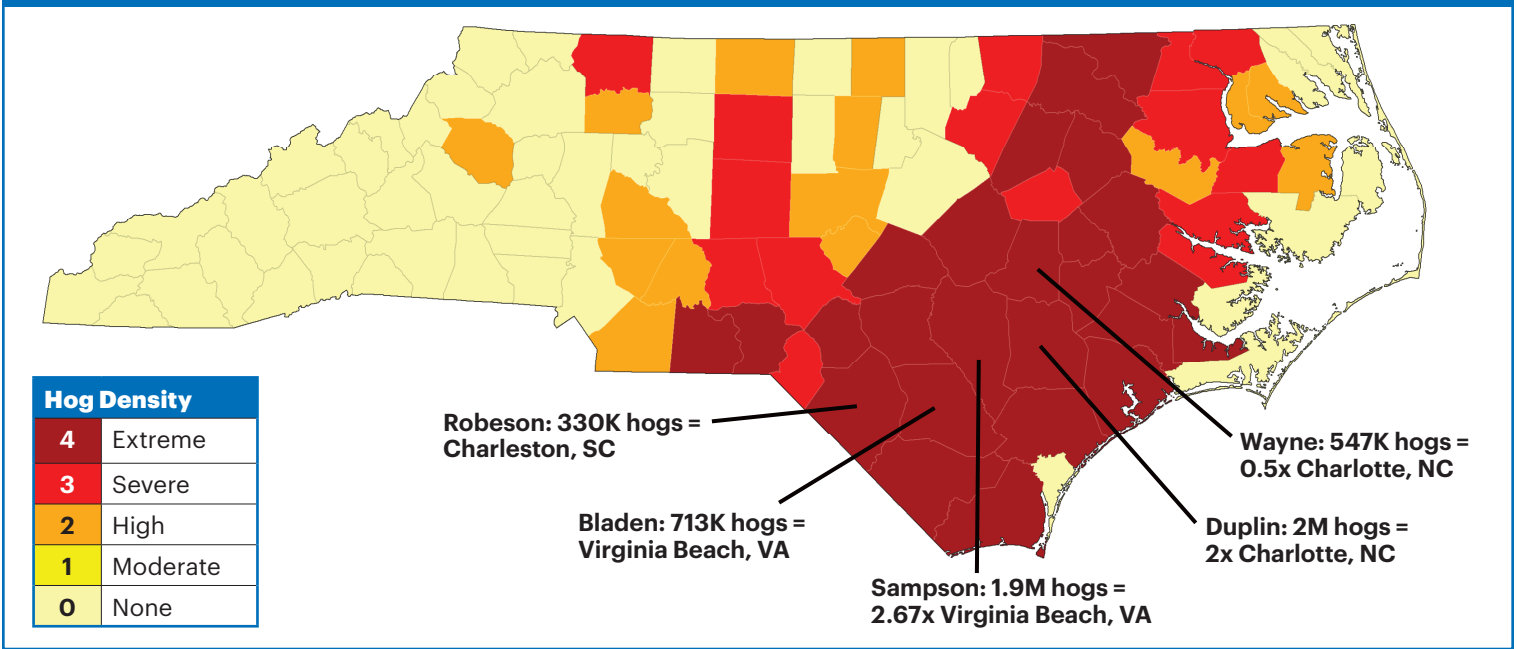 Hog Density
4 Extreme
3 Severe
2 High
1 Moderate
0 None
Robeson: 330K hogs =
Charleston, SC
Bladen: 713K hogs =
Virginia Beach, VA
Sampson: 1.9M hogs =
2.67x Virginia Beach, VA
Duplin: 2M hogs =
2x Charlotte, NC
Wayne: 547K hogs =
0.5x Charlotte, NC